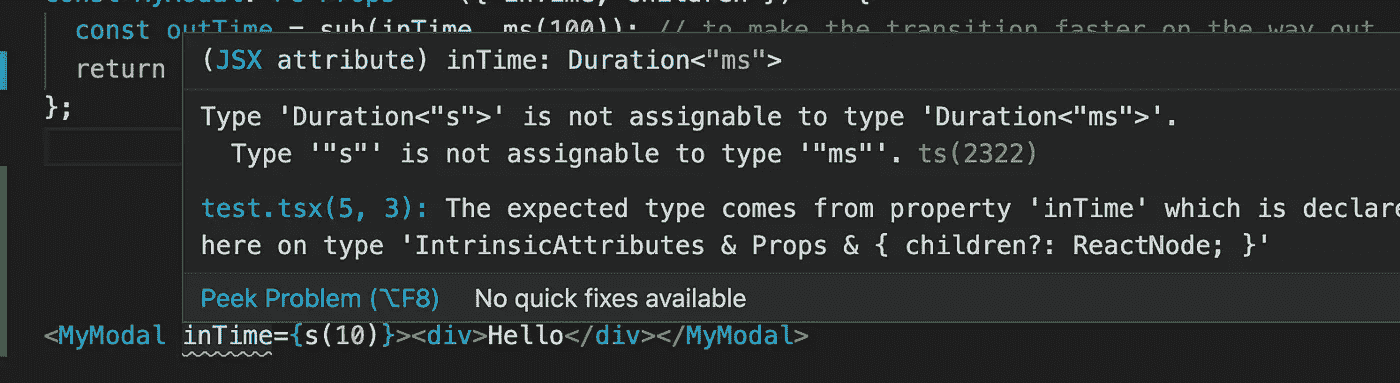 const outTime = sub(inTime, ms(100)); // to make the transition faster on the way out
(JSX attribute) inTime: Duration<"ms">
return
Type 'Duration<"s">' is not assignable to type 'Duration<"ms">'.
};
Type '"s"' is not assignable to type '"ms"'. ts(2322)
test.tsx(5, 3): The expected type comes from property 'inTime' which is declare
here on type 'IntrinsicAttributes & Props & { children?: ReactNode; }'
Peek Problem (⌥F8) No quick fixes available
<MyModal inTime={s(10)}><div>Hello</div></MyModal>